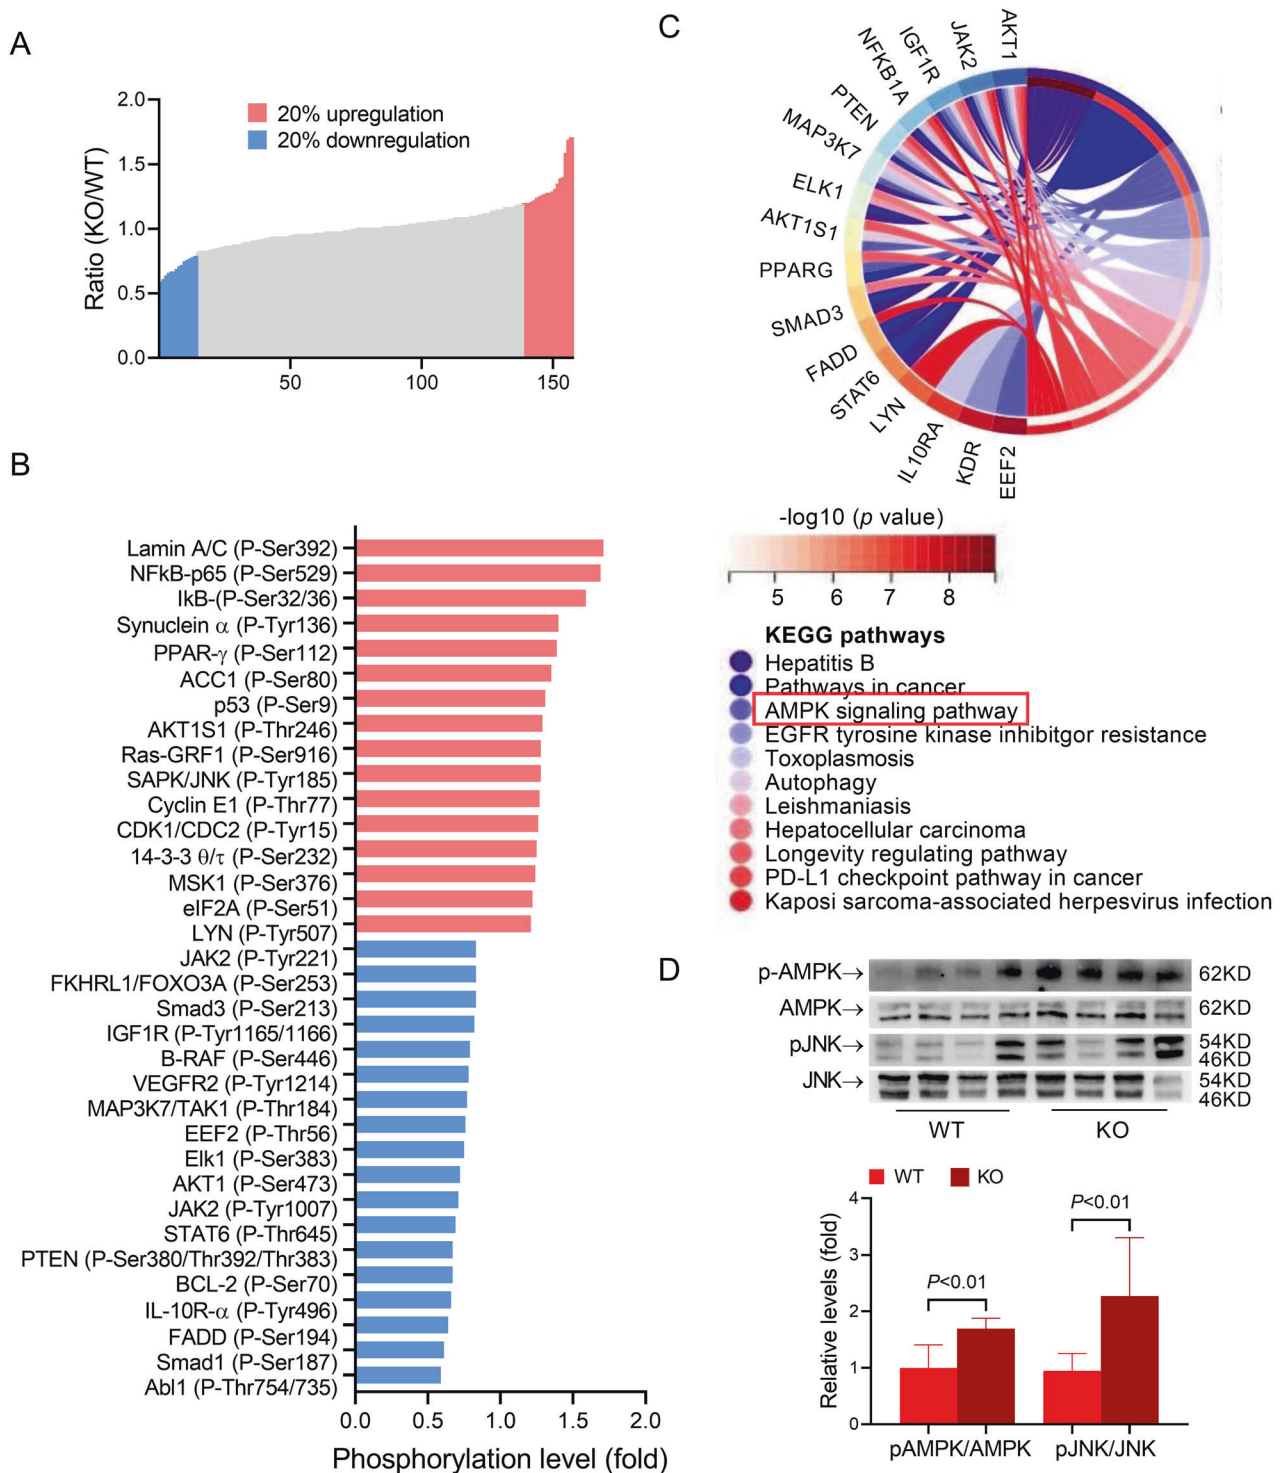 A
2.0
1.5
1.0
0.5
0.0
Ratio (KO/WT)
20% upregulation
20% downregulation
50
100
150
C
AKT1
JAK2
IGF1R
NFKB1A
PTEN
MAP3K7
ELK1
AKT1S1
PPARG
SMAD3
FADD
STAT6
LYN
IL10RA
KDR
EEF2
-log10 (p value)
5 6 7 8
KEGG pathways
Hepatitis B
Pathways in cancer
AMPK signaling pathway
EGFR tyrosine kinase inhibitgor resistance
Toxoplasmosis
Autophagy
Leishmaniasis
Hepatocellular carcinoma
Longevity regulating pathway
PD-L1 checkpoint pathway in cancer
Kaposi sarcoma-associated herpesvirus infection
B
Lamin A/C (P-Ser392)
NFkB-p65 (P-Ser529)
IkB-(P-Ser32/36)
Synuclein α (P-Tyr136)
PPAR-γ (P-Ser112)
ACC1 (P-Ser80)
p53 (P-Ser9)
AKT1S1 (P-Thr246)
Ras-GRF1 (P-Ser916)
SAPK/JNK (P-Tyr185)
Cyclin E1 (P-Thr77)
CDK1/CDC2 (P-Tyr15)
14-3-3 θ/τ (P-Ser232)
MSK1 (P-Ser376)
eIF2A (P-Ser51)
LYN (P-Tyr507)
JAK2 (P-Tyr221)
FKHRL1/FOXO3A (P-Ser253)
Smad3 (P-Ser213)
IGF1R (P-Tyr1165/1166)
B-RAF (P-Ser446)
VEGFR2 (P-Tyr1214)
MAP3K7/TAK1 (P-Thr184)
EEF2 (P-Thr56)
Elk1 (P-Ser383)
AKT1 (P-Ser473)
JAK2 (P-Tyr1007)
STAT6 (P-Thr645)
PTEN (P-Ser380/Thr392/Thr383)
BCL-2 (P-Ser70)
IL-10R-α (P-Tyr496)
FADD (P-Ser194)
Smad1 (P-Ser187)
Abl1 (P-Thr754/735)
0.0 0.5 1.0 1.5 2.0
Phosphorylation level (fold)
D
p-AMPK→ 62KD
AMPK→ 62KD
pJNK→ 54KD
46KD
JNK→ 54KD
46KD
WT KO
WT KO
4
3
2
1
0
Relative levels (fold)
P<0.01
P<0.01
pAMPK/AMPK pJNK/JNK